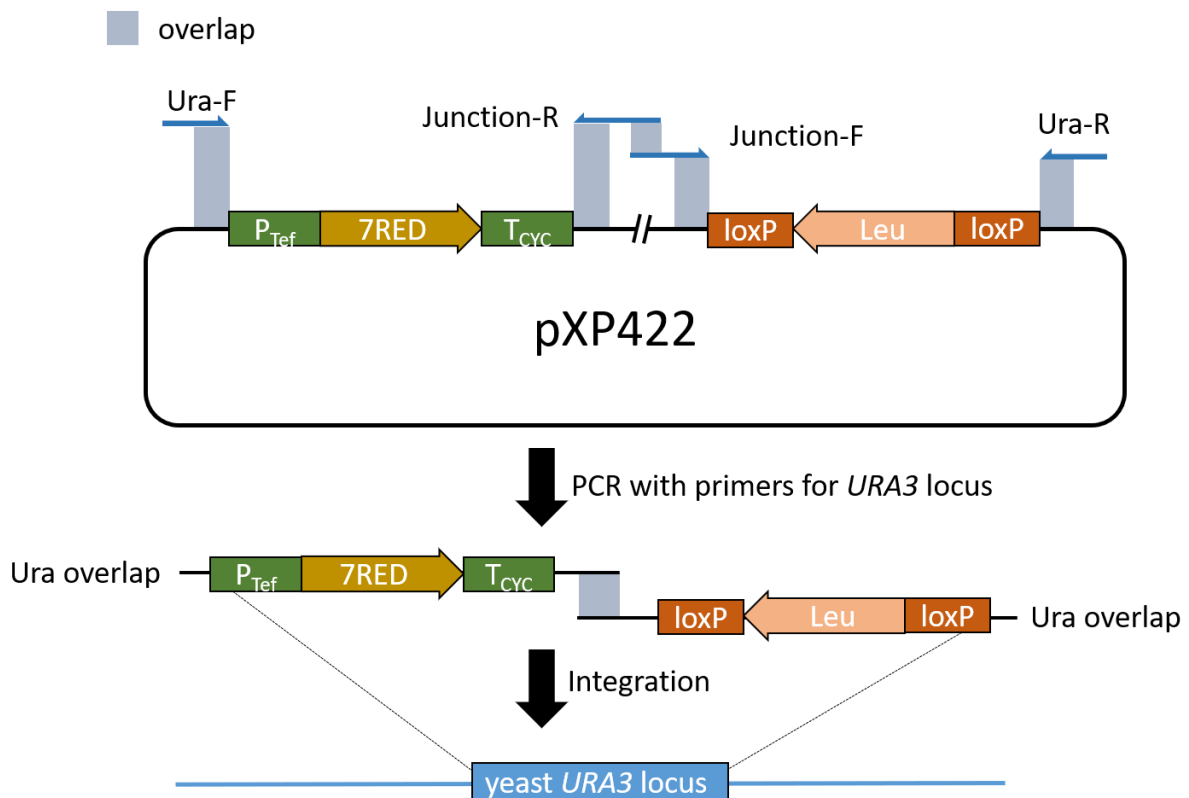 overlap
Ura-F
Junction-R
Junction-F
Ura-R
PTef 7RED TCYC // loxP Leu loxP
pXP422
PCR with primers for URA3 locus
Ura overlap PTef 7RED TCYC
loxP Leu loxP Ura overlap
Integration
yeast URA3 locus